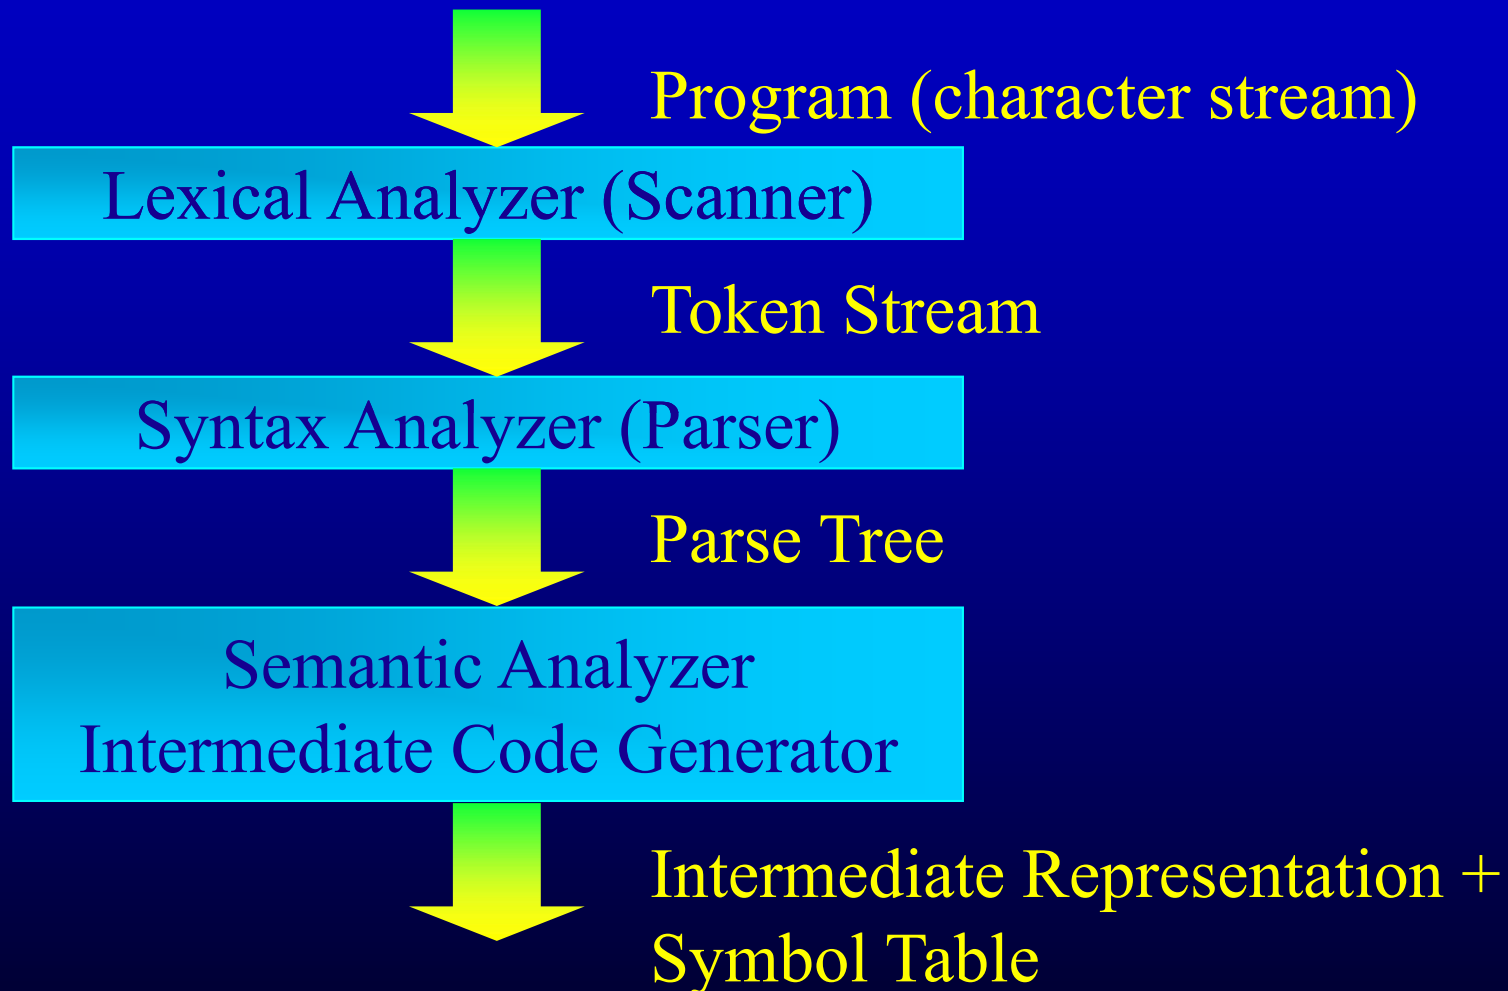 Program (character stream)
Lexical Analyzer (Scanner)
Token Stream
Syntax Analyzer (Parser)
Parse Tree
Semantic Analyzer
Intermediate Code Generator
Intermediate Representation +
Symbol Table